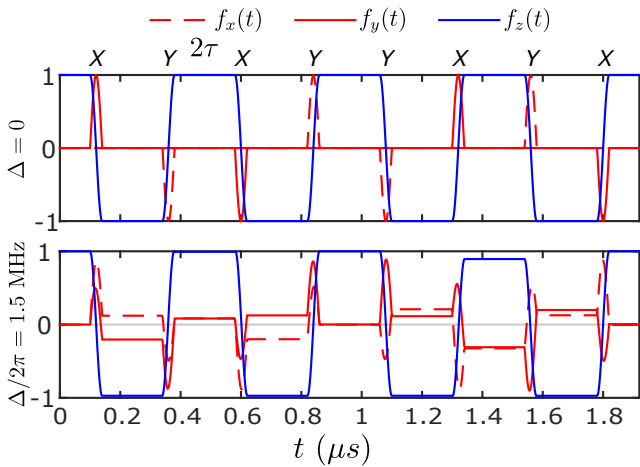 f_x(t) f_y(t) f_z(t)
X Y 2τ X Y Y X Y X
1
0
-1
Δ = 0
1
0
-1
Δ/2π = 1.5 MHz
0 0.2 0.4 0.6 0.8 1 1.2 1.4 1.6 1.8
t (μs)